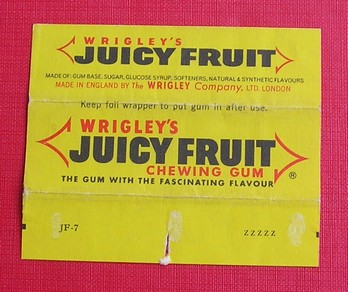 WRIGLEY'S
JUICY FRUIT
MADE OF: GUM BASE, SUGAR, GLUCOSE SYRUP, SOFTENERS, NATURAL & SYNTHETIC FLAVOURS
MADE IN ENGLAND BY The WRIGLEY Company, LTD. LONDON
Keep foil wrapper to put gum in after use.
WRIGLEY'S
JUICY FRUIT
CHEWING GUM ®
THE GUM WITH THE FASCINATING FLAVOUR
JF-7 ZZZZZ